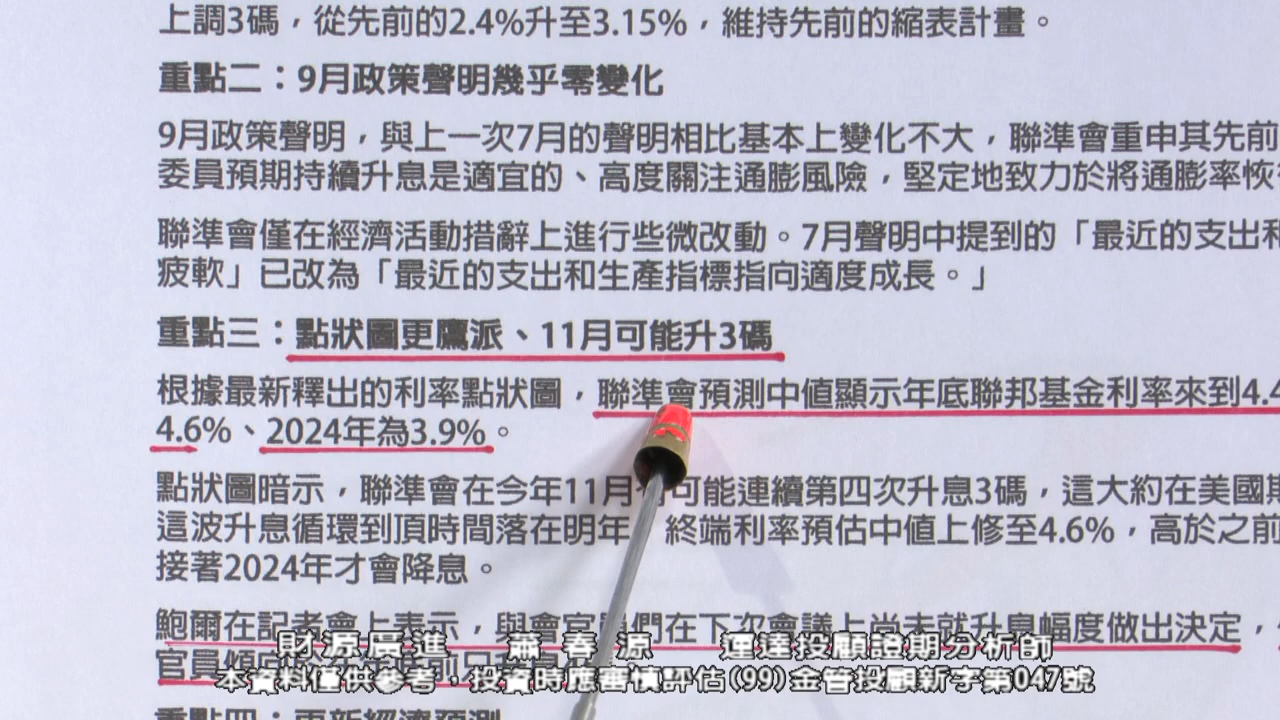 上調3碼，從先前的2.4%升至3.15%，維持先前的縮表計畫。
重點二：9月政策聲明幾乎零變化
9月政策聲明，與上一次7月的聲明相比基本上變化不大，聯準會重申其先前
委員預期持續升息是適宜的、高度關注通膨風險，堅定地致力於將通膨率恢
聯準會僅在經濟活動措辭上進行些微改動。7月聲明中提到的「最近的支出和
疲軟」已改為「最近的支出和生產指標指向適度成長。」
重點三：點狀圖更鷹派、11月可能升3碼
根據最新釋出的利率點狀圖，聯準會預測中值顯示年底聯邦基金利率來到4.4
4.6%、2024年為3.9%。
點狀圖暗示，聯準會在今年11月 可能連續第四次升息3碼，這大約在美國期
這波升息循環到頂時間落在明年 終端利率預估中值上修至4.6%，高於之前
接著2024年才會降息。
鮑爾在記者會上表示，與會官員們在下次會議上尚未就升息幅度做出決定，
官員傾
財源廣進 蕭春源 運達投顧證期分析師
本資料僅供參考，投資時應審慎評估(99)金管投顧新字第047號
重點四：更新經濟預測